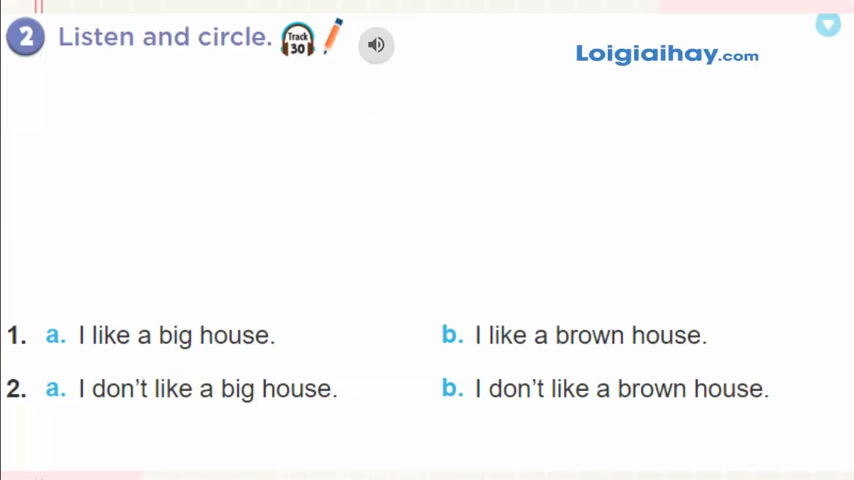 2 Listen and circle. Track 30
Loigiaihay.com
1. a. I like a big house. b. I like a brown house.
2. a. I don't like a big house. b. I don't like a brown house.